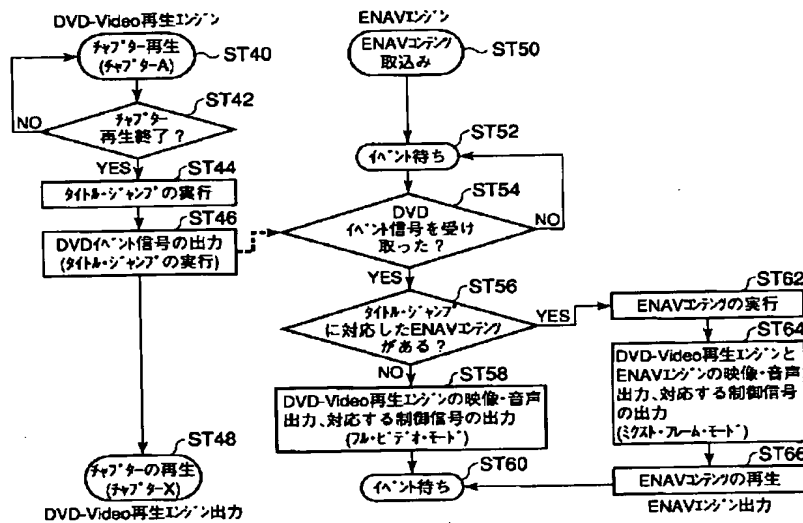 DVD-Video再生エンジン
チャプター再生
(チャプターA)
ST40
ST42
チャプター
再生終了？
NO
YES
ST44
タイトル・ジャンプの実行
ST46
DVDイベント信号の出力
(タイトル・ジャンプの実行)
ST48
チャプターの再生
(チャプターX)
DVD-Video再生エンジン出力
ENAVエンジン
ENAVコンテンツ
取込み
ST50
ST52
イベント待ち
ST54
DVD
イベント信号を受け
取った？
NO
YES
ST56
タイトル・ジャンプ
に対応したENAVコンテンツ
がある？
YES
NO
ST58
DVD-Video再生エンジンの映像・音声
出力、対応する制御信号の出力
(フル・ビデオ・モード)
ST60
イベント待ち
ST62
ENAVコンテンツの実行
ST64
DVD-Video再生エンジンと
ENAVエンジンの映像・音声
出力、対応する制御信号
の出力
(ミクスト・フレーム・モード)
ST66
ENAVコンテンツの再生
ENAVエンジン出力